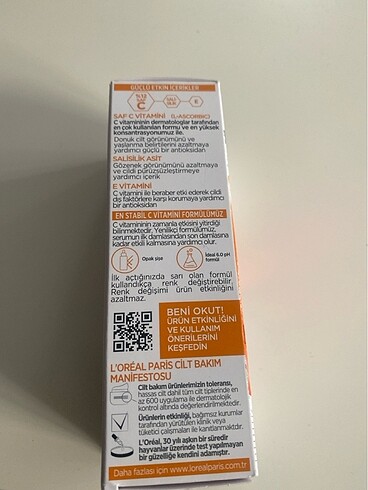 GÜÇLÜ ETKİN İÇERİKLER
%12
SAF
C
SALİ
SİLİK
E
SAF C VİTAMİNİ (L-ASCORBIC)
C vitamininin dermatologlar tarafından
en çok kullanılan formu ve en yüksek
konsantrasyonumuz ile.
Donuk cilt görünümünü ve
yaşlanma belirtilerini azaltmaya
yardımcı güçlü bir antioksidan
SALİSİLİK ASİT
Gözenek görünümünü azaltmaya
ve cildi pürüzsüzleştirmeye
yardımcı içerik
E VİTAMİNİ
C vitamini ile beraber etki ederek cildi
dış faktörlere karşı korumaya yardımcı
bir antioksidan
EN STABİL C VİTAMİNİ FORMÜLÜMÜZ
C vitamininin zamanla etkisini yitirdiği
bilinmektedir. Yenilikçi formülümüz,
serumun ilk damlasından son damlasına
kadar etkili kalmasına yardımcı olur.
Opak şişe
İdeal 6.0 pH
formül
İlk açtığınızda sarı olan formül
kullandıkça renk değiştirebilir.
Renk değişimi ürün etkinliğini
azaltmaz.
BENİ OKUT!
ÜRÜN ETKİNLİĞİNİ
VE KULLANIM
ÖNERİLERİNİ
KEŞFEDİN
L'ORÉAL PARIS CİLT BAKIM
MANİFESTOSU
Cilt bakım ürünlerimizin toleransı,
hassas cilt dahil tüm cilt tiplerinde en
az 600 uygulama ile dermatolojik
kontrol altında değerlendirilmektedir.
Ürünlerin etkinliği, bağımsız kurumlar
tarafından yürütülen klinik veya
tüketici çalışmaları ile kanıtlanmaktadır.
L'Oréal, 30 yılı aşkın bir süredir
hayvanlar üzerinde test yapılmayan
bir güzelliğe kendini adamıştır.
Daha fazlası için www.lorealparis.com.tr